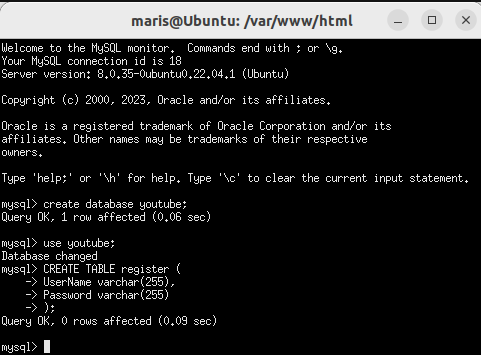 maris@Ubuntu: /var/www/html
Welcome to the MySQL monitor.  Commands end with ; or \g.
Your MySQL connection id is 18
Server version: 8.0.35-0ubuntu0.22.04.1 (Ubuntu)

Copyright (c) 2000, 2023, Oracle and/or its affiliates.

Oracle is a registered trademark of Oracle Corporation and/or its
affiliates. Other names may be trademarks of their respective
owners.

Type 'help;' or '\h' for help. Type '\c' to clear the current input statement.

mysql> create database youtube;
Query OK, 1 row affected (0.06 sec)

mysql> use youtube;
Database changed
mysql> CREATE TABLE register (
    -> UserName varchar(255),
    -> Password varchar(255)
    -> );
Query OK, 0 rows affected (0.09 sec)

mysql>